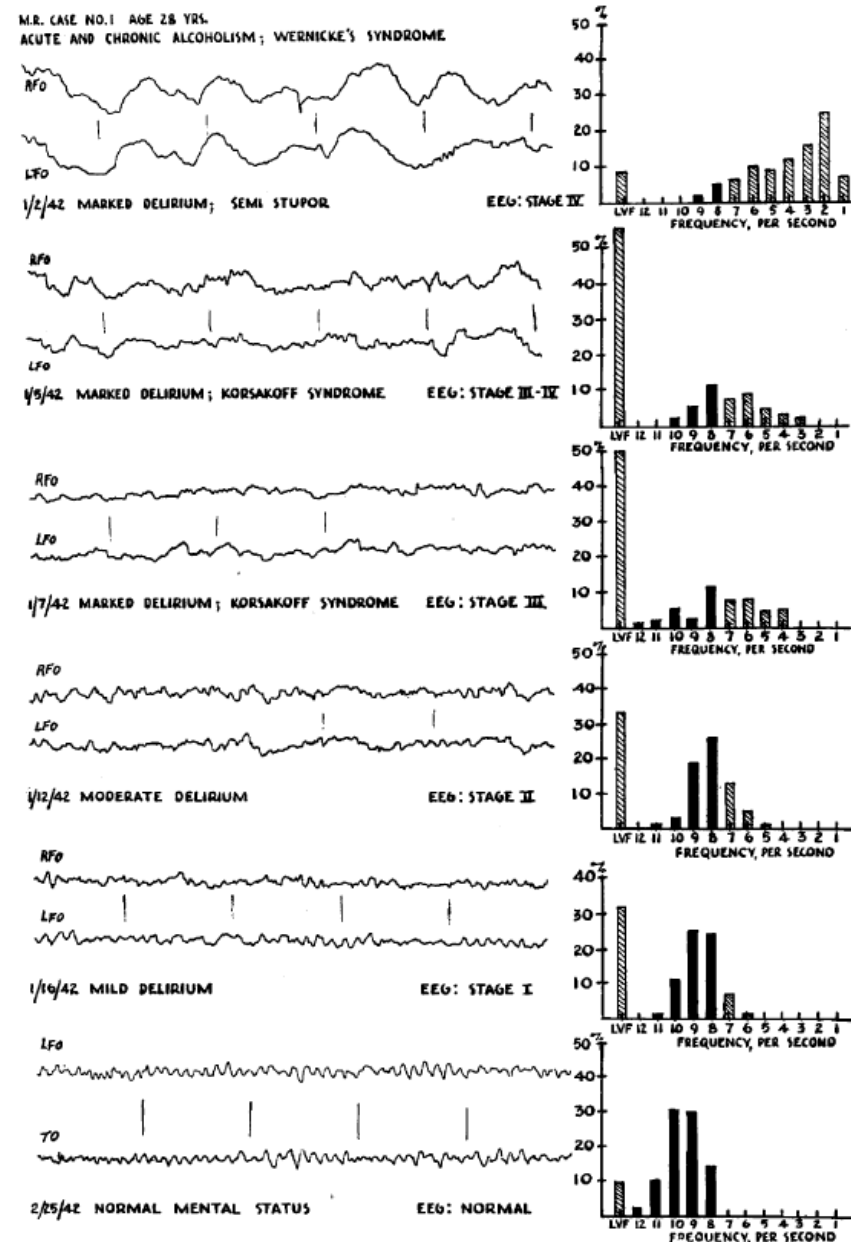 M.R. CASE NO.1 AGE 28 YRS.
ACUTE AND CHRONIC ALCOHOLISM; WERNICKE'S SYNDROME
RFO
LFO
1/2/42 MARKED DELIRIUM; SEMI STUPOR EEG: STAGE IV
%
50
40
30
20
10
LVF 12 11 10 9 8 7 6 5 4 3 2 1
FREQUENCY, PER SECOND
RFO
LFO
1/5/42 MARKED DELIRIUM; KORSAKOFF SYNDROME EEG: STAGE III-IV
%
50
40
30
20
10
LVF 12 11 10 9 8 7 6 5 4 3 2 1
FREQUENCY, PER SECOND
RFO
LFO
1/7/42 MARKED DELIRIUM; KORSAKOFF SYNDROME EEG: STAGE III
%
50
40
30
20
10
LVF 12 11 10 9 8 7 6 5 4 3 2 1
FREQUENCY, PER SECOND
RFO
LFO
1/12/42 MODERATE DELIRIUM EEG: STAGE II
%
50
40
30
20
10
LVF 12 11 10 9 8 7 6 5 4 3 2 1
FREQUENCY, PER SECOND
RFO
LFO
1/16/42 MILD DELIRIUM EEG: STAGE I
%
40
30
20
10
LVF 12 11 10 9 8 7 6 5 4 3 2 1
FREQUENCY, PER SECOND
LFO
TO
2/25/42 NORMAL MENTAL STATUS EEG: NORMAL
%
50
40
30
20
10
LVF 12 11 10 9 8 7 6 5 4 3 2 1
FREQUENCY, PER SECOND